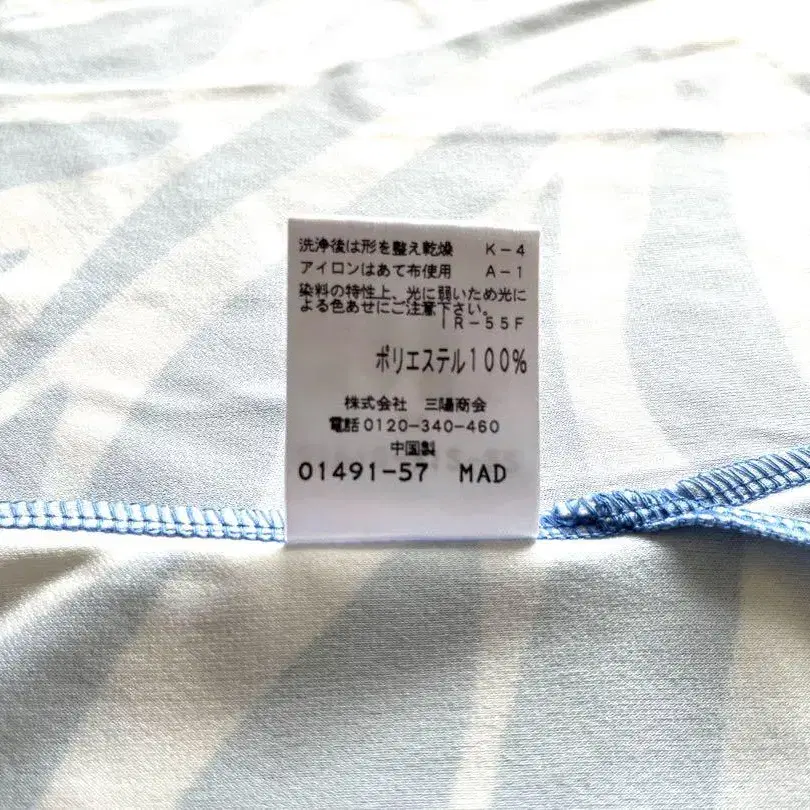 洗浄後は形を整え乾燥 K-4
アイロンはあて布使用 A-1
染料の特性上、光に弱いため光に
よる色あせにご注意下さい。
R-55F
ポリエステル100%
株式会社 三陽商会
電話0120-340-460
中国製
01491-57 MAD